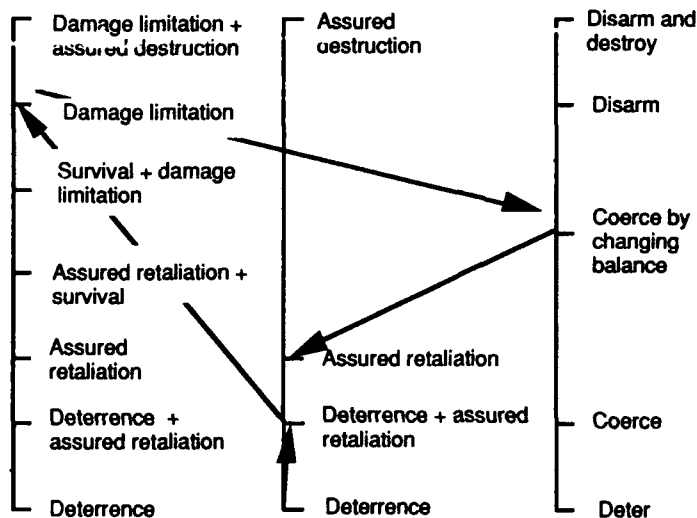 Damage limitation +
assured destruction
Damage limitation
Survival + damage
limitation
Assured retaliation +
survival
Assured
retaliation
Deterrence +
assured retaliation
Deterrence
Assured
destruction
Assured retaliation
Deterrence + assured
retaliation
Deterrence
Disarm and
destroy
Disarm
Coerce by
changing
balance
Coerce
Deter